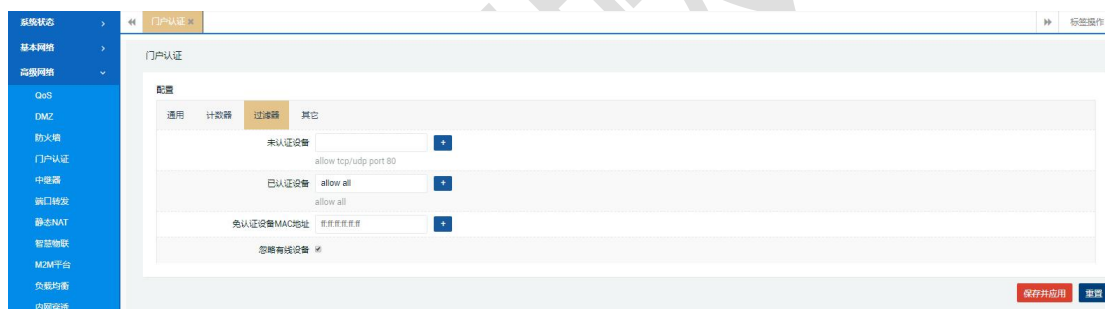 系统状态
门户认证
标签操作
基本网络
门户认证
高级网络
配置
QoS
通用 计数器 过滤器 其它
DMZ
未认证设备
防火墙
allow tcp/udp port 80
门户认证
已认证设备 allow all
中继器
allow all
端口转发
免认证设备MAC地址 ff:ff:ff:ff:ff:ff
静态NAT
智慧物联
忽略有线设备
M2M平台
负载均衡
保存并应用 重置
内网穿透